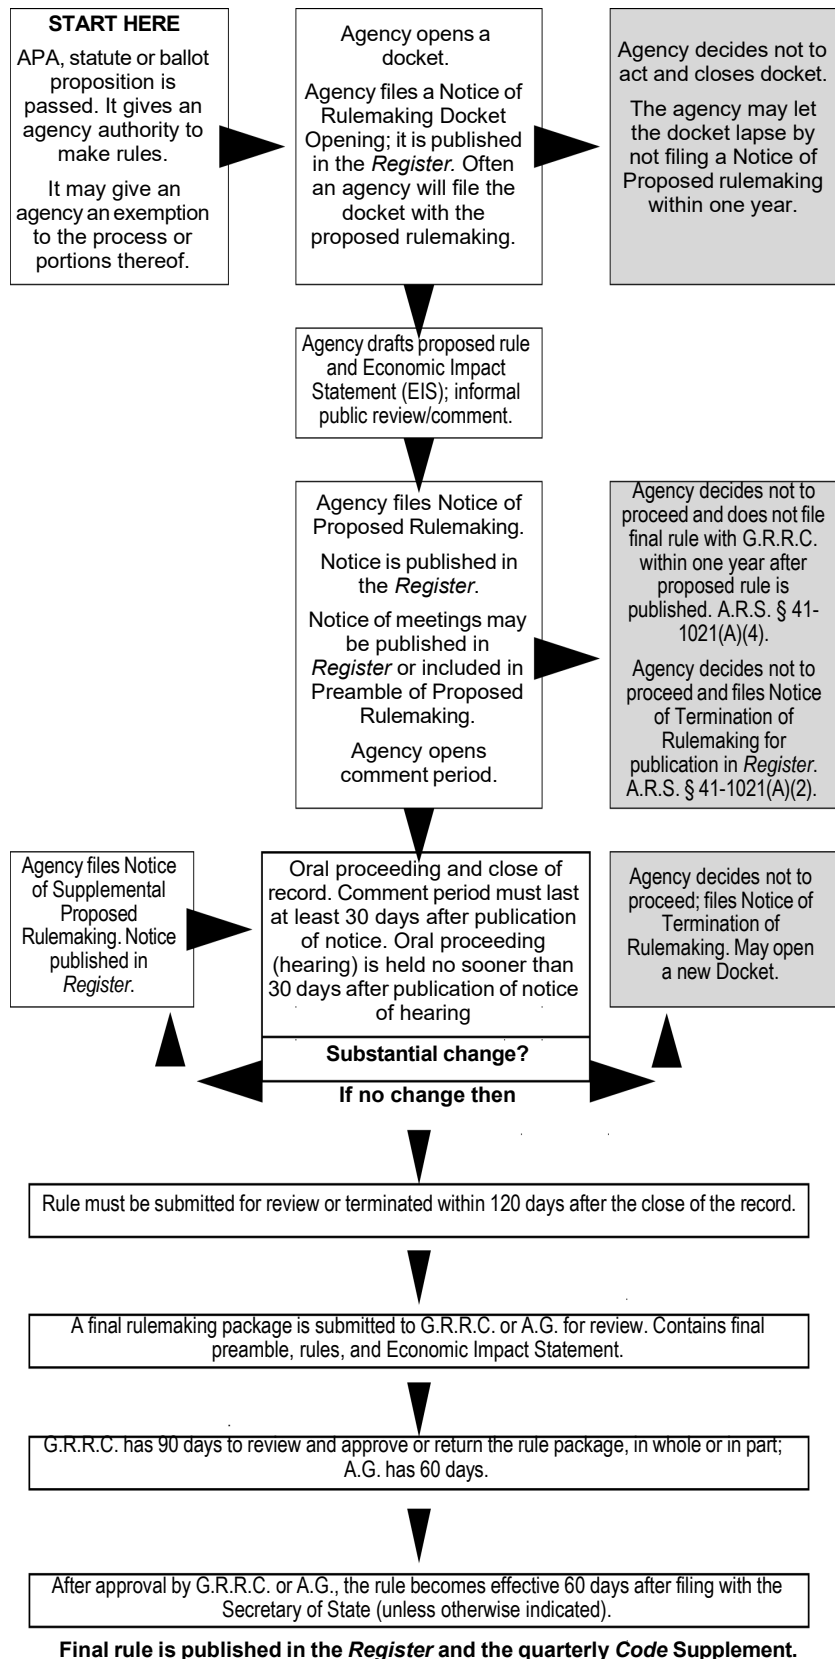 START HERE
APA, statute or ballot
proposition is
passed. It gives an
agency authority to
make rules.
It may give an
agency an exemption
to the process or
portions thereof.
Agency opens a
docket.
Agency files a Notice of
Rulemaking Docket
Opening; it is published
in the Register. Often
an agency will file the
docket with the
proposed rulemaking.
Agency decides not to
act and closes docket.
The agency may let
the docket lapse by
not filing a Notice of
Proposed rulemaking
within one year.
Agency drafts proposed rule
and Economic Impact
Statement (EIS); informal
public review/comment.
Agency files Notice of
Proposed Rulemaking.
Notice is published in
the Register.
Notice of meetings may
be published in
Register or included in
Preamble of Proposed
Rulemaking.
Agency opens
comment period.
Agency decides not to
proceed and does not file
final rule with G.R.R.C.
within one year after
proposed rule is
published. A.R.S. § 41-
1021(A)(4).
Agency decides not to
proceed and files Notice
of Termination of
Rulemaking for
publication in Register.
A.R.S. § 41-1021(A)(2).
Agency files Notice
of Supplemental
Proposed
Rulemaking. Notice
published in
Register.
Oral proceeding and close of
record. Comment period must last
at least 30 days after publication
of notice. Oral proceeding
(hearing) is held no sooner than
30 days after publication of notice
of hearing
Agency decides not to
proceed; files Notice of
Termination of
Rulemaking. May open
a new Docket.
Substantial change?
If no change then
Rule must be submitted for review or terminated within 120 days after the close of the record.
A final rulemaking package is submitted to G.R.R.C. or A.G. for review. Contains final
preamble, rules, and Economic Impact Statement.
G.R.R.C. has 90 days to review and approve or return the rule package, in whole or in part;
A.G. has 60 days.
After approval by G.R.R.C. or A.G., the rule becomes effective 60 days after filing with the
Secretary of State (unless otherwise indicated).
Final rule is published in the Register and the quarterly Code Supplement.